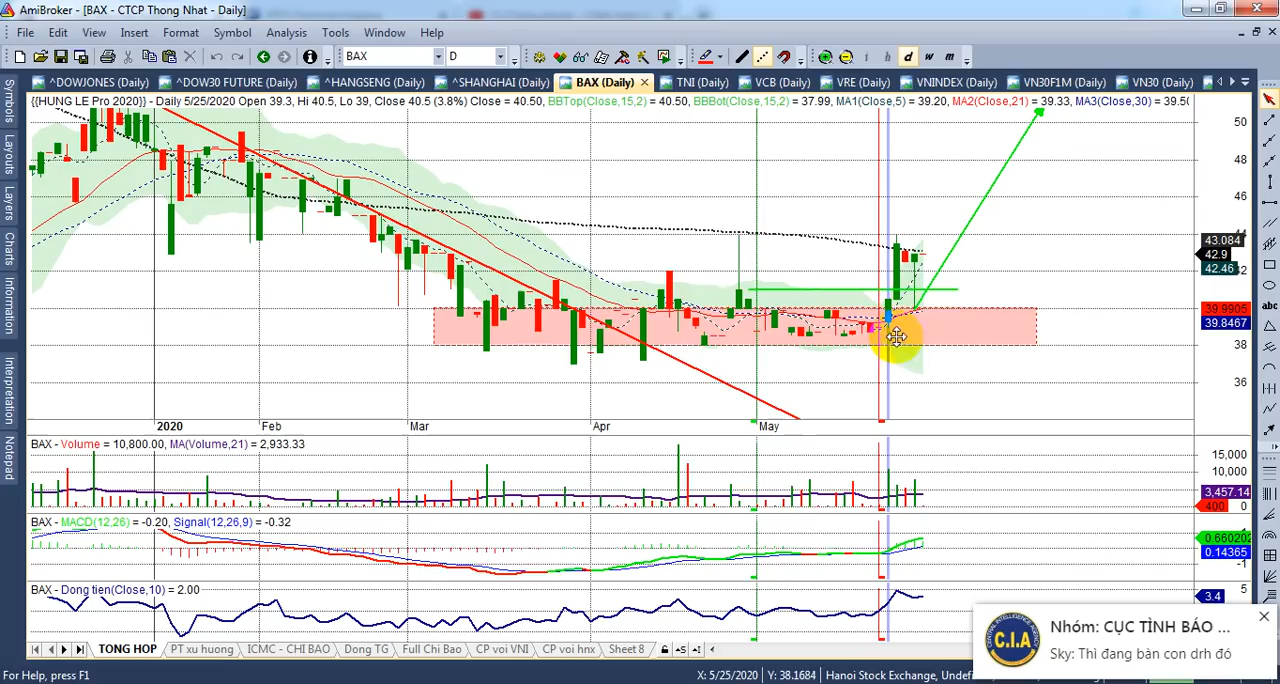 AmiBroker - [BAX - CTCP Thong Nhat - Daily]
File Edit View Insert Format Symbol Analysis Tools Window Help
BAX D i h d w m
^DOWJONES (Daily) ^DOW30 FUTURE (Daily) ^HANGSENG (Daily) ^SHANGHAI (Daily) BAX (Daily) TNI (Daily) VCB (Daily) VRE (Daily) VNINDEX (Daily) VN30F1M (Daily) VN30 (Daily)
{{HUNG LE Pro 2020}} - Daily 5/25/2020 Open 39.3, Hi 40.5, Lo 39, Close 40.5 (3.8%) Close = 40.50, BBTop(Close,15,2) = 40.50, BBBot(Close,15,2) = 37.99, MA1(Close,5) = 39.20, MA2(Close,21) = 39.33, MA3(Close,30) = 39.50
Symbols
Layouts
Layers
Charts
Information
Interpretation
Notepad
abc
50
48
46
44
43.084
42.9
42.46
42
39.9905
39.8467
38
36
2020 Feb Mar Apr May
BAX - Volume = 10,800.00, MA(Volume,21) = 2,933.33
15,000
10,000
3,457.14
400 0
BAX - MACD(12,26) = -0.20, Signal(12,26,9) = -0.32
1
0.660202
0.14365
-1
BAX - Dong tien(Close,10) = 2.00
5
3.4
Nhóm: CỤC TÌNH BÁO ...
Sky: Thì đang bàn con drh đó
TONG HOP PT xu huong ICMC - CHI BAO Dong TG Full Chi Bao CP voi VNI CP voi hnx Sheet 8
For Help, press F1 X: 5/25/2020 Y: 38.1684 Hanoi Stock Exchange, Undef